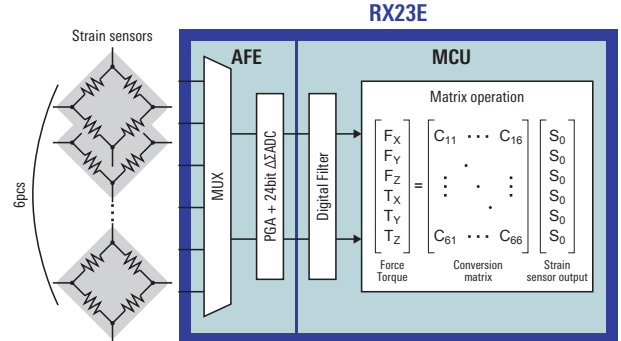 RX23E
Strain sensors
AFE
MCU
6pcs
MUX
PGA + 24bit ΔΣADC
Digital Filter
Matrix operation
F_X C_11 ··· C_16 S_0
F_Y S_0
F_Z S_0
= 
T_X S_0
T_Y S_0
T_Z C_61 ··· C_66 S_0
Force
Torque
Conversion
matrix
Strain
sensor output